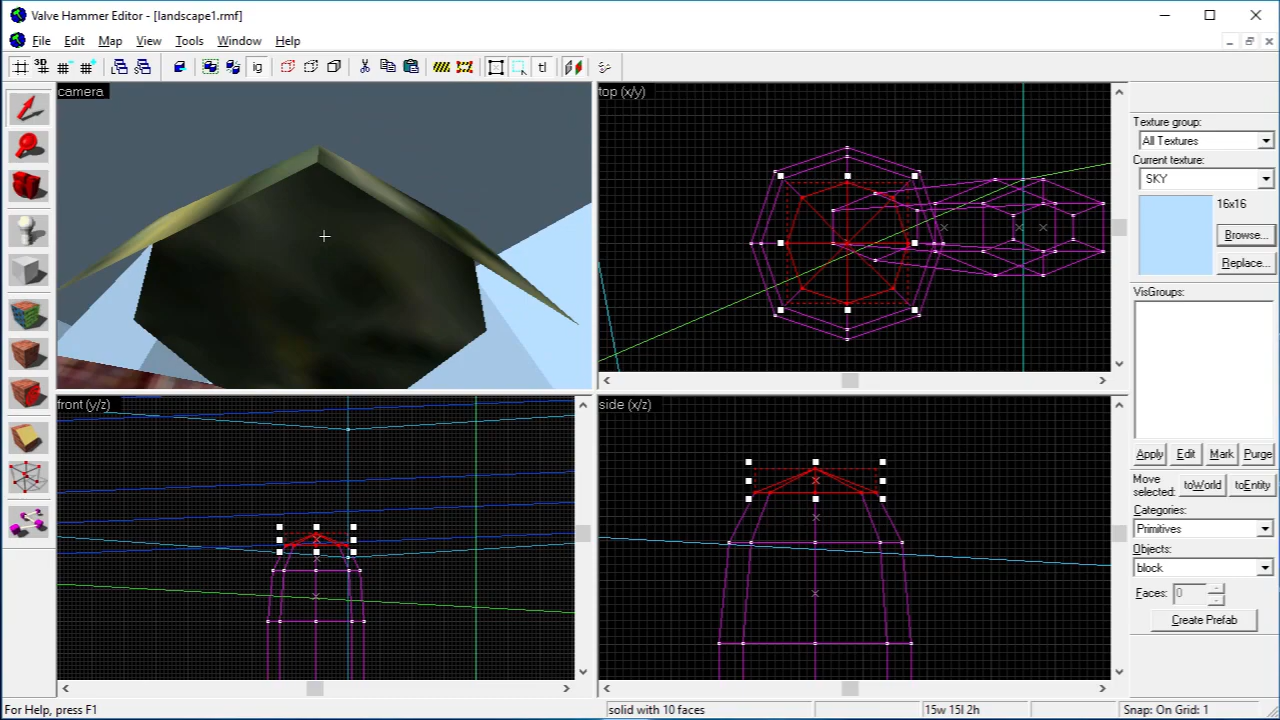 Valve Hammer Editor - [landscape1.rmf]
File Edit Map View Tools Window Help
3D ig tl
camera
top (x/y)
front (y/z)
side (x/z)
Texture group:
All Textures
Current texture:
SKY
16x16
Browse...
Replace...
VisGroups:
Apply Edit Mark Purge
Move
selected:
toWorld toEntity
Categories:
Primitives
Objects:
block
Faces: 0
Create Prefab
For Help, press F1 solid with 10 faces 15w 15l 2h Snap: On Grid: 1